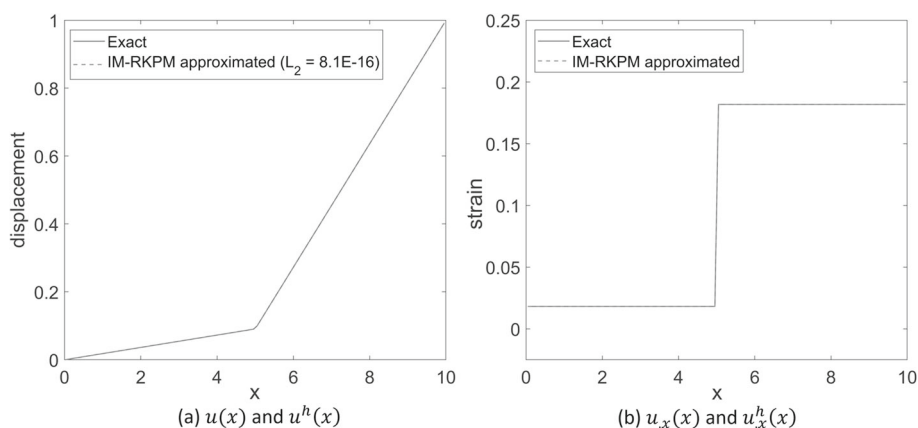 Exact
IM-RKPM approximated (L₂ = 8.1E-16)
displacement
1
0.8
0.6
0.4
0.2
0
0 2 4 6 8 10
x
(a) u(x) and uʰ(x)
Exact
IM-RKPM approximated
strain
0.25
0.2
0.15
0.1
0.05
0
0 2 4 6 8 10
x
(b) u,ₓ(x) and uʰ,ₓ(x)